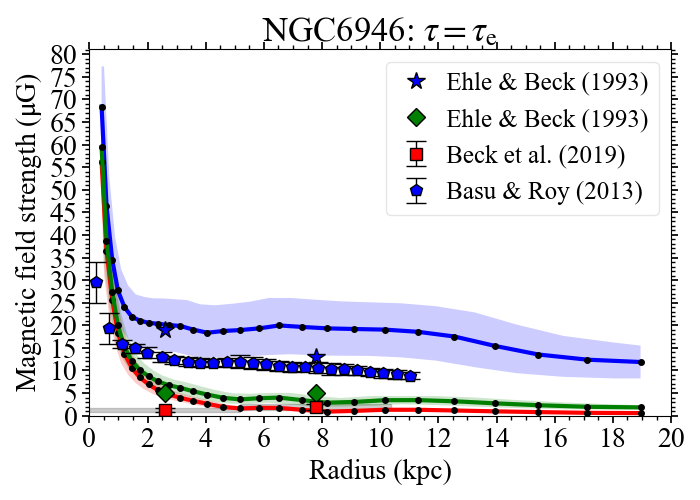 NGC6946: τ = τe
Magnetic field strength (μG)
80
75
70
65
60
55
50
45
40
35
30
25
20
15
10
5
0
Ehle & Beck (1993)
Ehle & Beck (1993)
Beck et al. (2019)
Basu & Roy (2013)
0 2 4 6 8 10 12 14 16 18 20
Radius (kpc)